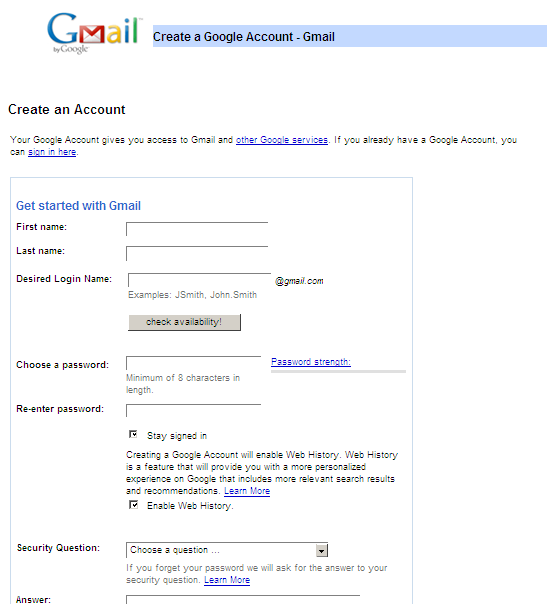 Gmail™
by Google
Create a Google Account - Gmail
Create an Account
Your Google Account gives you access to Gmail and other Google services. If you already have a Google Account, you
can sign in here.
Get started with Gmail
First name:
Last name:
Desired Login Name: @gmail.com
Examples: JSmith, John.Smith
check availability!
Choose a password: Password strength:
Minimum of 8 characters in
length.
Re-enter password:
Stay signed in
Creating a Google Account will enable Web History. Web History
is a feature that will provide you with a more personalized
experience on Google that includes more relevant search results
and recommendations. Learn More
Enable Web History.
Security Question: Choose a question ...
If you forget your password we will ask for the answer to your
security question. Learn More
Answer: